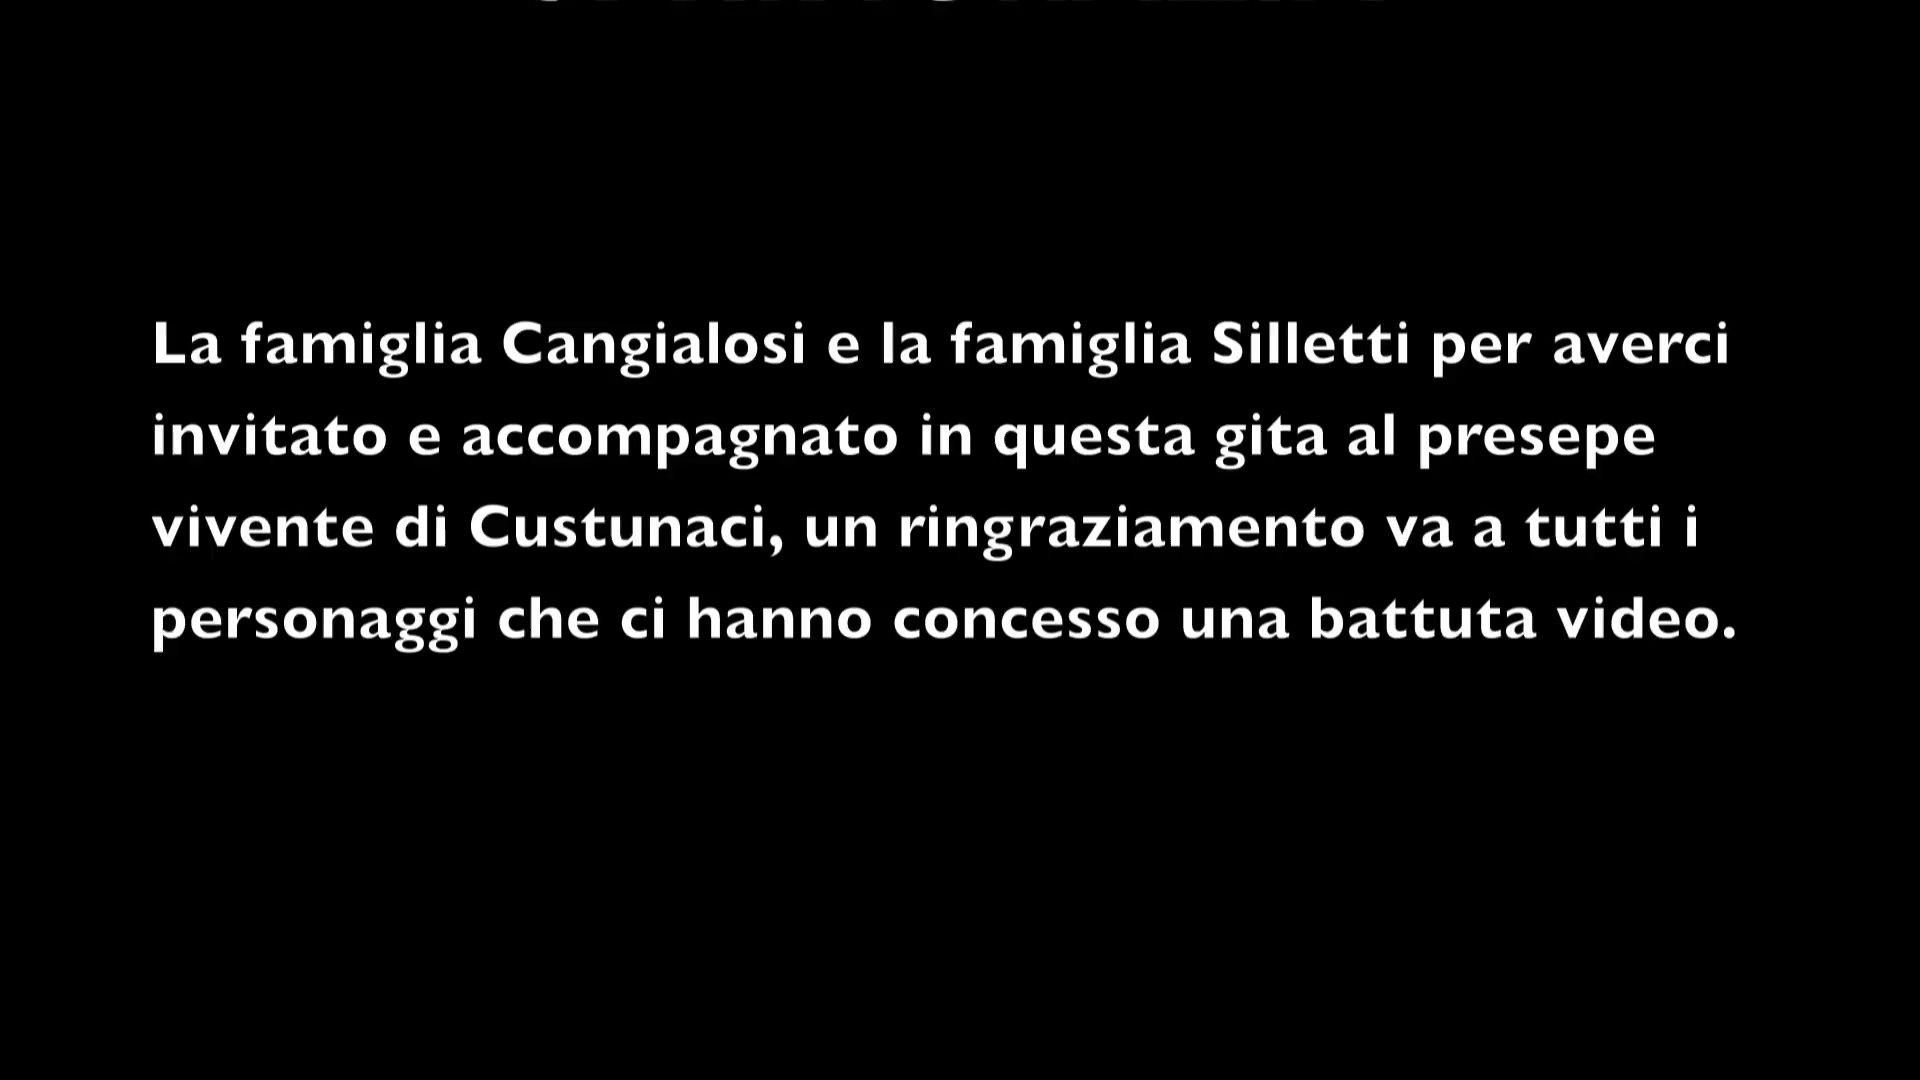 La famiglia Cangialosi e la famiglia Silletti per averci
invitato e accompagnato in questa gita al presepe
vivente di Custunaci, un ringraziamento va a tutti i
personaggi che ci hanno concesso una battuta video.